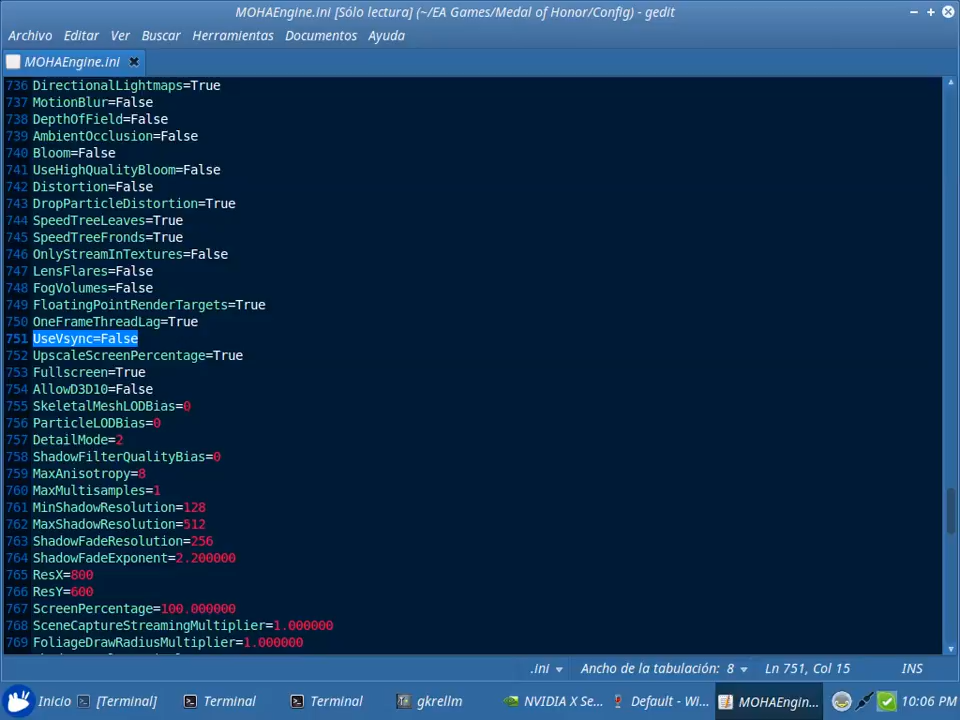 MOHAEngine.ini [Sólo lectura] (~/EA Games/Medal of Honor/Config) - gedit
Archivo Editar Ver Buscar Herramientas Documentos Ayuda
MOHAEngine.ini
736 DirectionalLightmaps=True
737 MotionBlur=False
738 DepthOfField=False
739 AmbientOcclusion=False
740 Bloom=False
741 UseHighQualityBloom=False
742 Distortion=False
743 DropParticleDistortion=True
744 SpeedTreeLeaves=True
745 SpeedTreeFronds=True
746 OnlyStreamInTextures=False
747 LensFlares=False
748 FogVolumes=False
749 FloatingPointRenderTargets=True
750 OneFrameThreadLag=True
751 UseVsync=False
752 UpscaleScreenPercentage=True
753 Fullscreen=True
754 AllowD3D10=False
755 SkeletalMeshLODBias=0
756 ParticleLODBias=0
757 DetailMode=2
758 ShadowFilterQualityBias=0
759 MaxAnisotropy=8
760 MaxMultisamples=1
761 MinShadowResolution=128
762 MaxShadowResolution=512
763 ShadowFadeResolution=256
764 ShadowFadeExponent=2.200000
765 ResX=800
766 ResY=600
767 ScreenPercentage=100.000000
768 SceneCaptureStreamingMultiplier=1.000000
769 FoliageDrawRadiusMultiplier=1.000000
.ini Ancho de la tabulación: 8 Ln 751, Col 15 INS
Inicio [Terminal] Terminal Terminal gkrellm NVIDIA X Se... Default - Wi... MOHAEngin... 10:06 PM